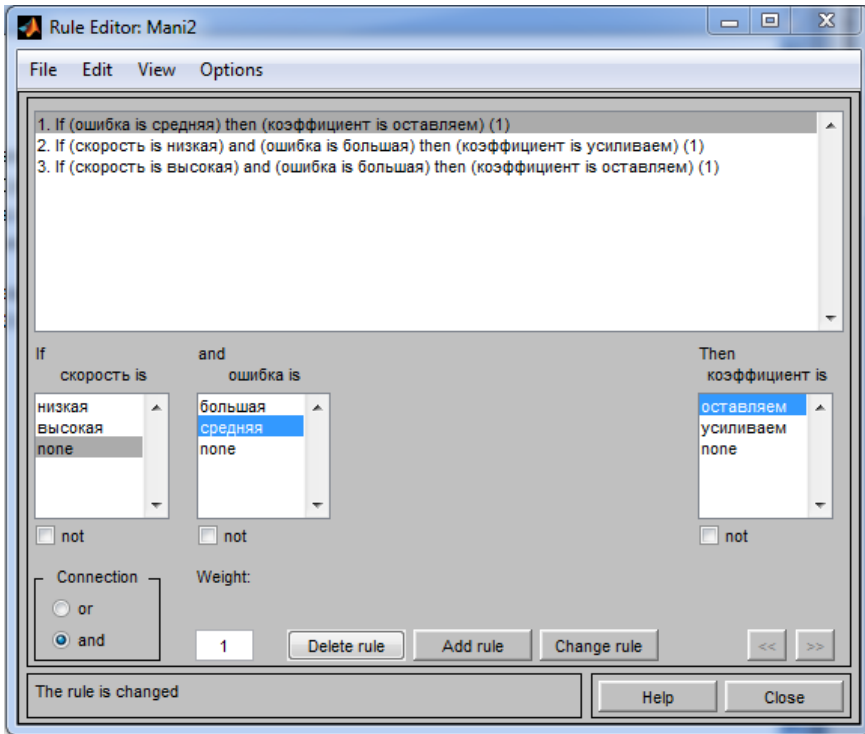 Rule Editor: Mani2
File Edit View Options
1. If (ошибка is средняя) then (коэффициент is оставляем) (1)
2. If (скорость is низкая) and (ошибка is большая) then (коэффициент is усиливаем) (1)
3. If (скорость is высокая) and (ошибка is большая) then (коэффициент is оставляем) (1)
If and Then
скорость is ошибка is коэффициент is
низкая большая оставляем
высокая средняя усиливаем
none none none
not not not
Connection Weight:
or
and 1 Delete rule Add rule Change rule << >>
The rule is changed Help Close